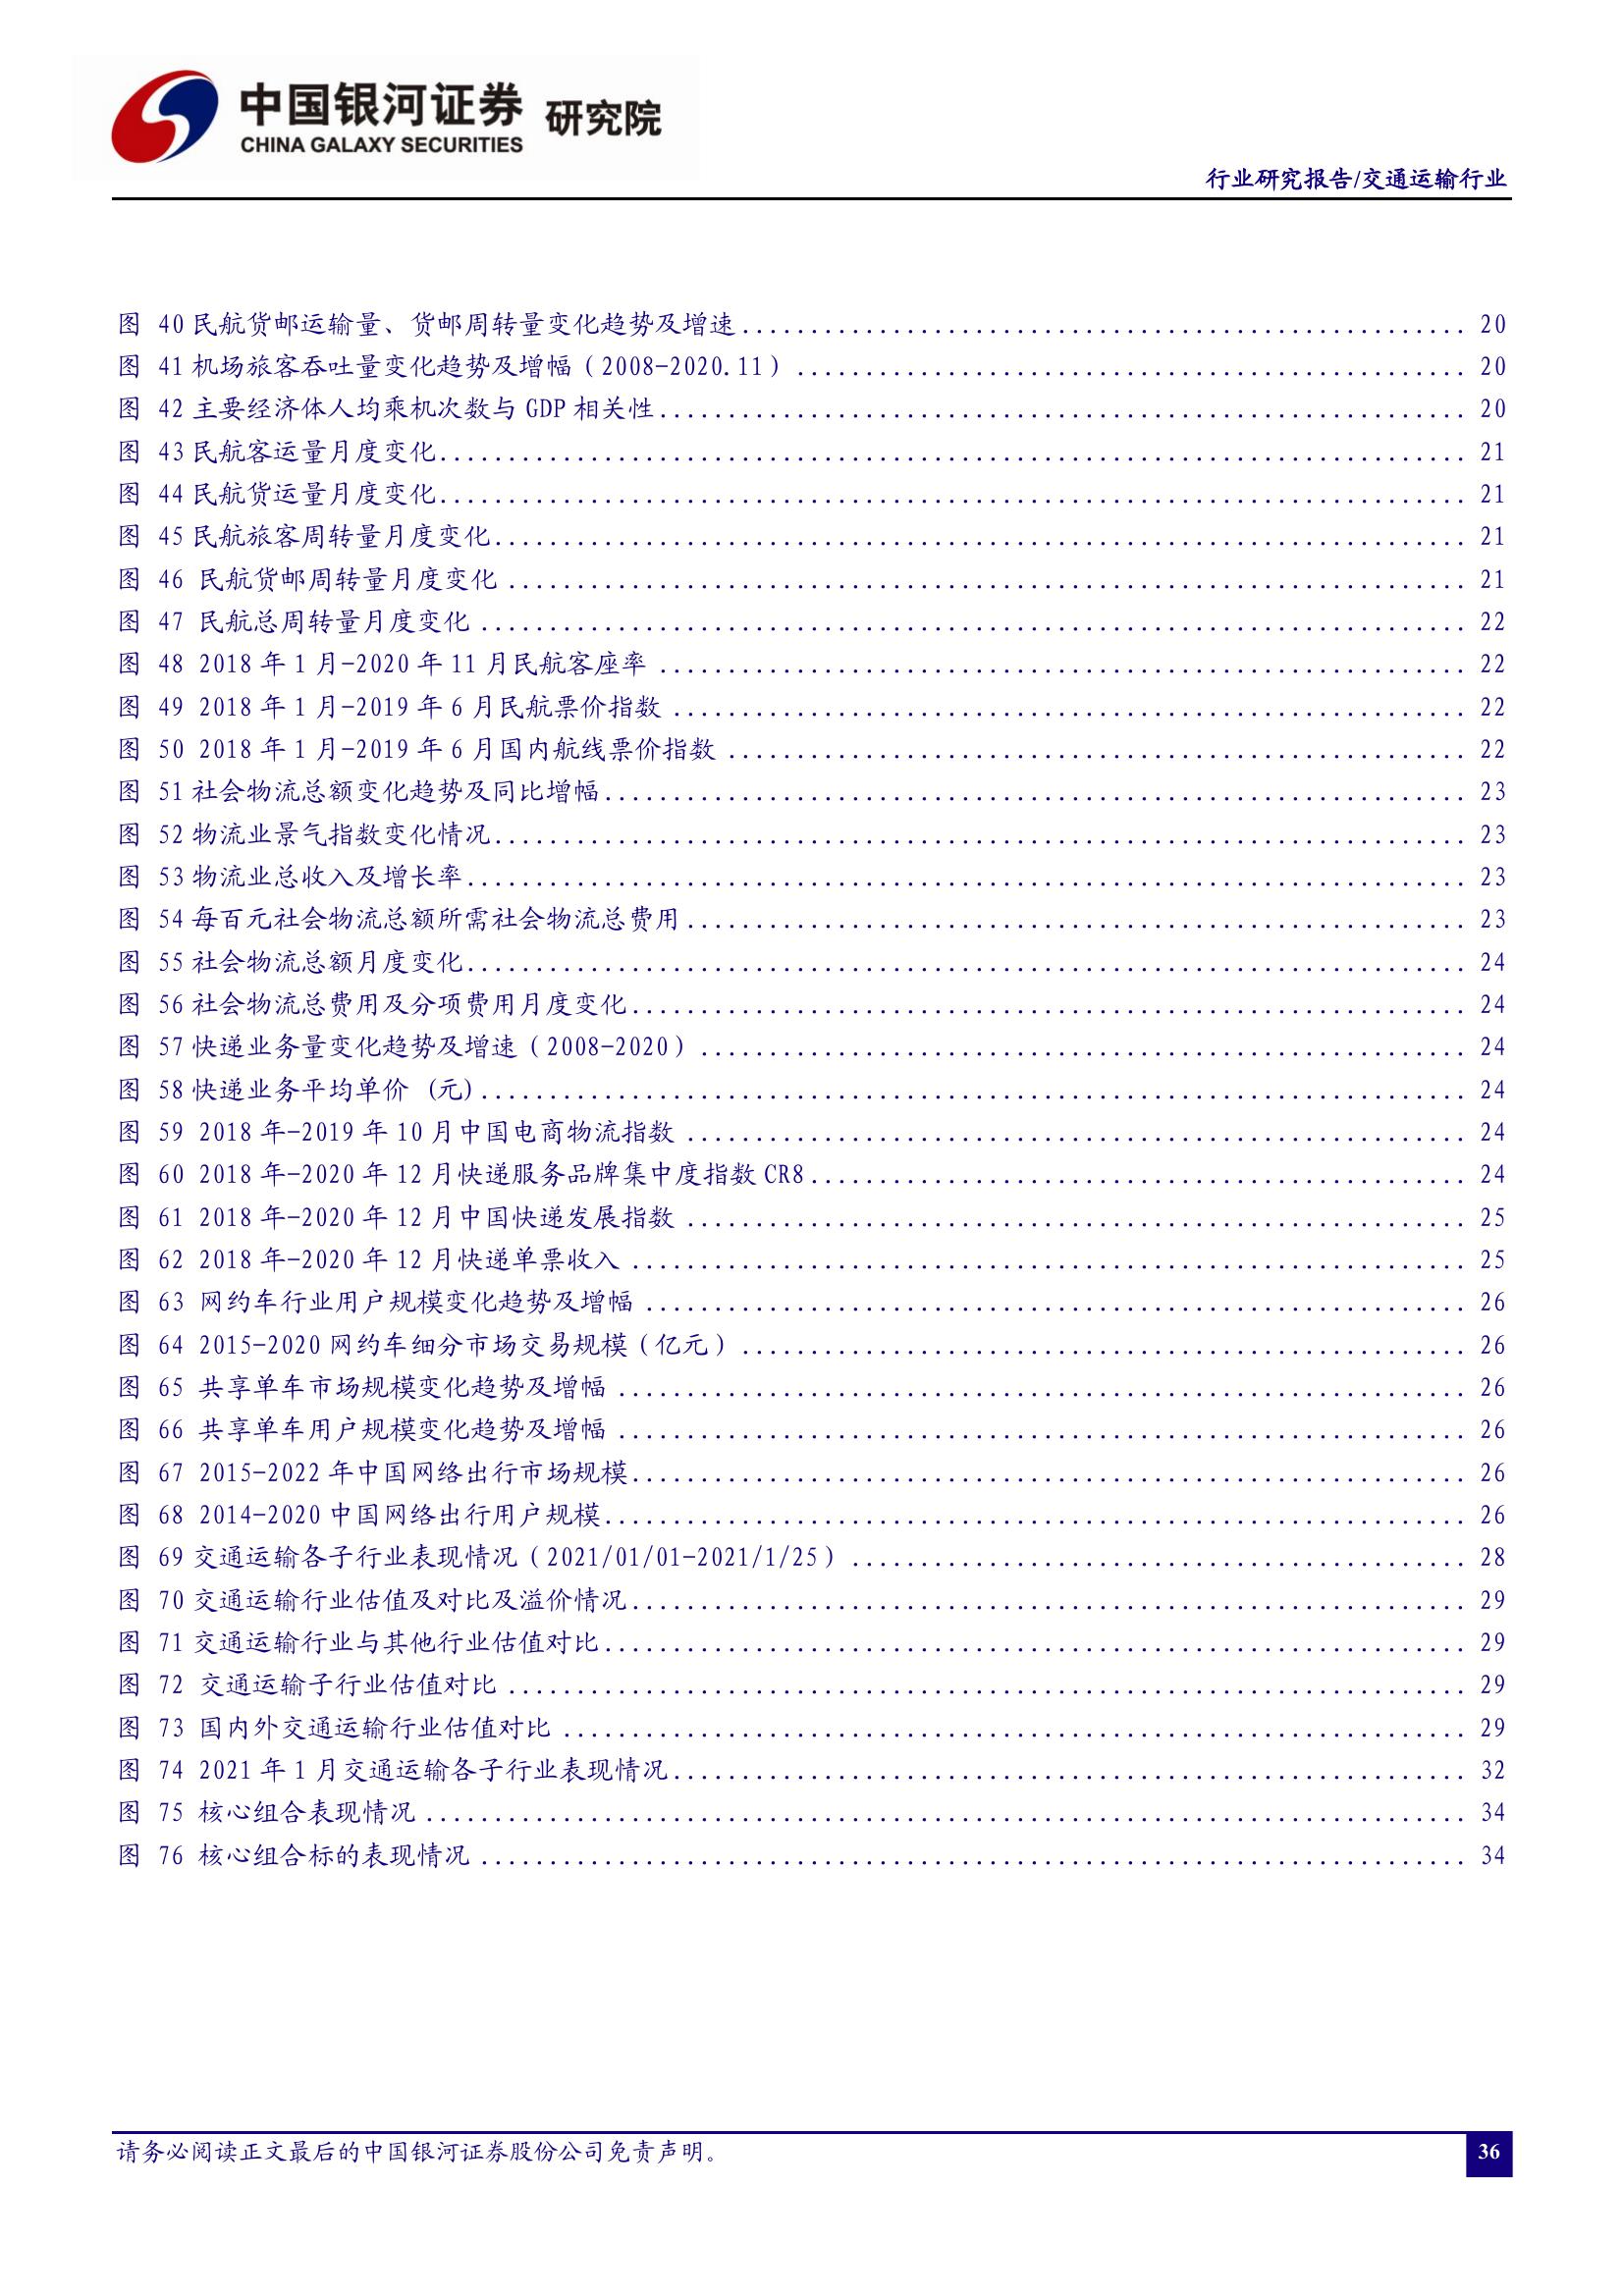 中国银河证券 研究院
CHINA GALAXY SECURITIES
行业研究报告/交通运输行业
图 40 民航货邮运输量、货邮周转量变化趋势及增速 ........................................ 20
图 41 机场旅客吞吐量变化趋势及增幅（2008-2020.11） ........................................ 20
图 42 主要经济体人均乘机次数与 GDP 相关性 ........................................ 20
图 43 民航客运量月度变化 ........................................ 21
图 44 民航货运量月度变化 ........................................ 21
图 45 民航旅客周转量月度变化 ........................................ 21
图 46 民航货邮周转量月度变化 ........................................ 21
图 47 民航总周转量月度变化 ........................................ 22
图 48 2018 年 1 月-2020 年 11 月民航客座率 ........................................ 22
图 49 2018 年 1 月-2019 年 6 月民航票价指数 ........................................ 22
图 50 2018 年 1 月-2019 年 6 月国内航线票价指数 ........................................ 22
图 51 社会物流总额变化趋势及同比增幅 ........................................ 23
图 52 物流业景气指数变化情况 ........................................ 23
图 53 物流业总收入及增长率 ........................................ 23
图 54 每百元社会物流总额所需社会物流总费用 ........................................ 23
图 55 社会物流总额月度变化 ........................................ 24
图 56 社会物流总费用及分项费用月度变化 ........................................ 24
图 57 快递业务量变化趋势及增速（2008-2020） ........................................ 24
图 58 快递业务平均单价 (元) ........................................ 24
图 59 2018 年-2019 年 10 月中国电商物流指数 ........................................ 24
图 60 2018 年-2020 年 12 月快递服务品牌集中度指数 CR8 ........................................ 24
图 61 2018 年-2020 年 12 月中国快递发展指数 ........................................ 25
图 62 2018 年-2020 年 12 月快递单票收入 ........................................ 25
图 63 网约车行业用户规模变化趋势及增幅 ........................................ 26
图 64 2015-2020 网约车细分市场交易规模（亿元） ........................................ 26
图 65 共享单车市场规模变化趋势及增幅 ........................................ 26
图 66 共享单车用户规模变化趋势及增幅 ........................................ 26
图 67 2015-2022 年中国网络出行市场规模 ........................................ 26
图 68 2014-2020 中国网络出行用户规模 ........................................ 26
图 69 交通运输各子行业表现情况（2021/01/01-2021/1/25） ........................................ 28
图 70 交通运输行业估值及对比及溢价情况 ........................................ 29
图 71 交通运输行业与其他行业估值对比 ........................................ 29
图 72 交通运输子行业估值对比 ........................................ 29
图 73 国内外交通运输行业估值对比 ........................................ 29
图 74 2021 年 1 月交通运输各子行业表现情况 ........................................ 32
图 75 核心组合表现情况 ........................................ 34
图 76 核心组合标的表现情况 ........................................ 34
请务必阅读正文最后的中国银河证券股份公司免责声明。
36